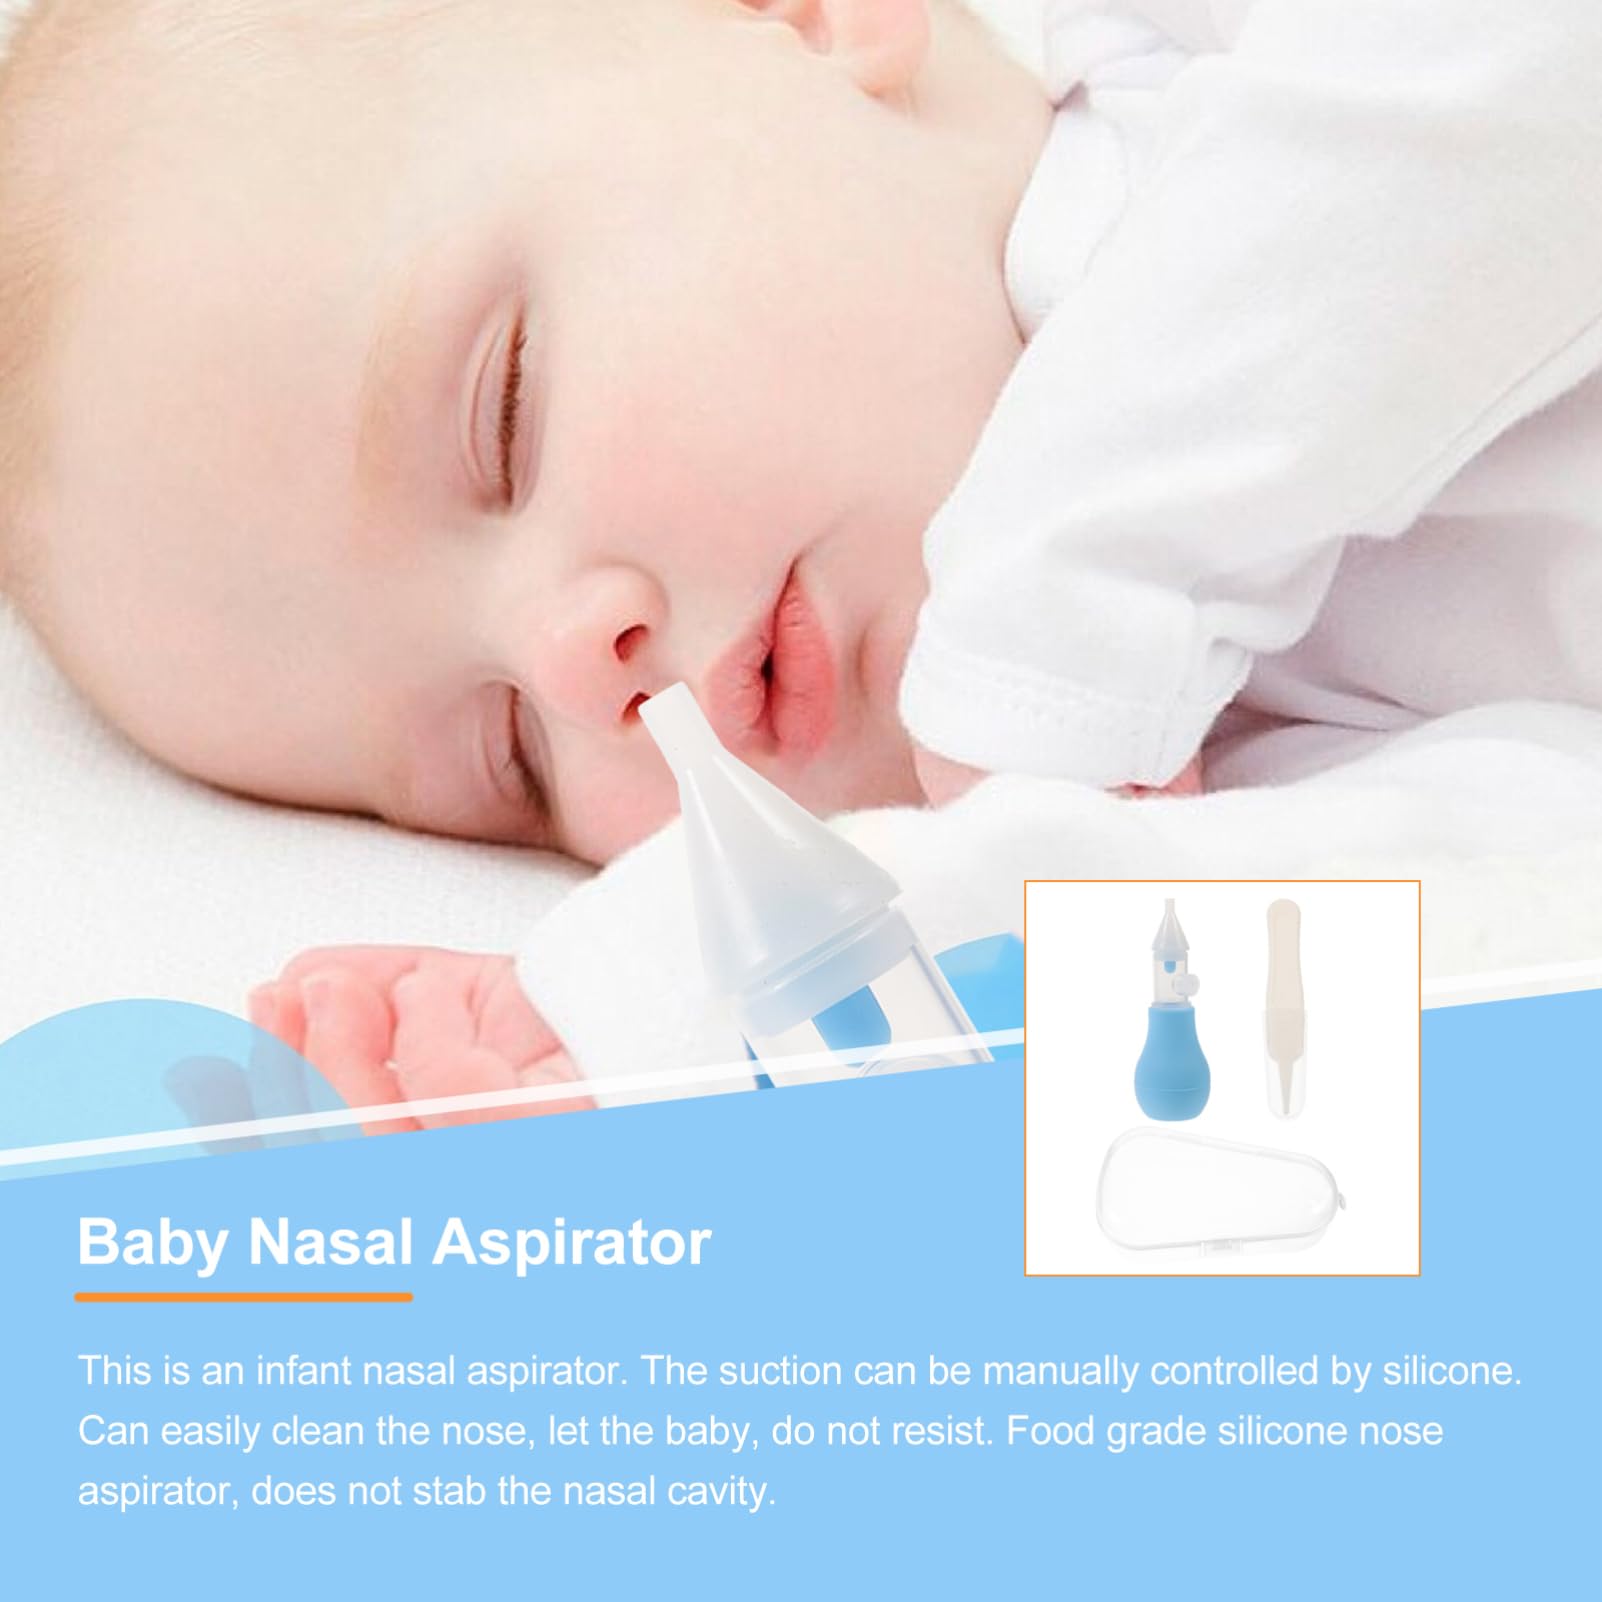 Baby Nasal Aspirator
This is an infant nasal aspirator. The suction can be manually controlled by silicone.
Can easily clean the nose, let the baby, do not resist. Food grade silicone nose
aspirator, does not stab the nasal cavity.